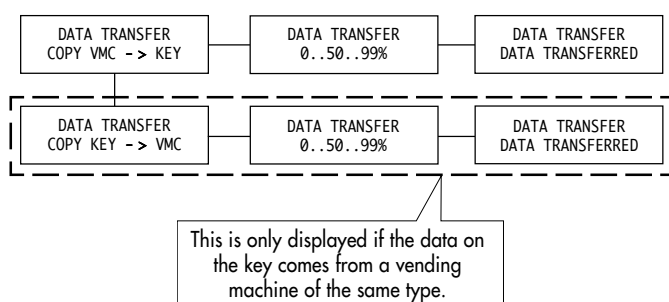 DATA TRANSFER
COPY VMC -> KEY
DATA TRANSFER
0..50..99%
DATA TRANSFER
DATA TRANSFERRED
DATA TRANSFER
COPY KEY -> VMC
DATA TRANSFER
0..50..99%
DATA TRANSFER
DATA TRANSFERRED
This is only displayed if the data on
the key comes from a vending
machine of the same type.